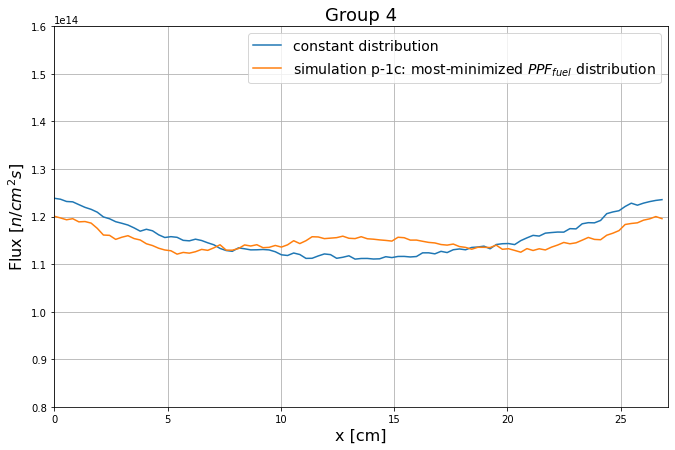 Group 4
1e14
constant distribution
simulation p-1c: most-minimized PPF_fuel distribution
Flux [n/cm²s]
1.6
1.5
1.4
1.3
1.2
1.1
1.0
0.9
0.8
0 5 10 15 20 25
x [cm]